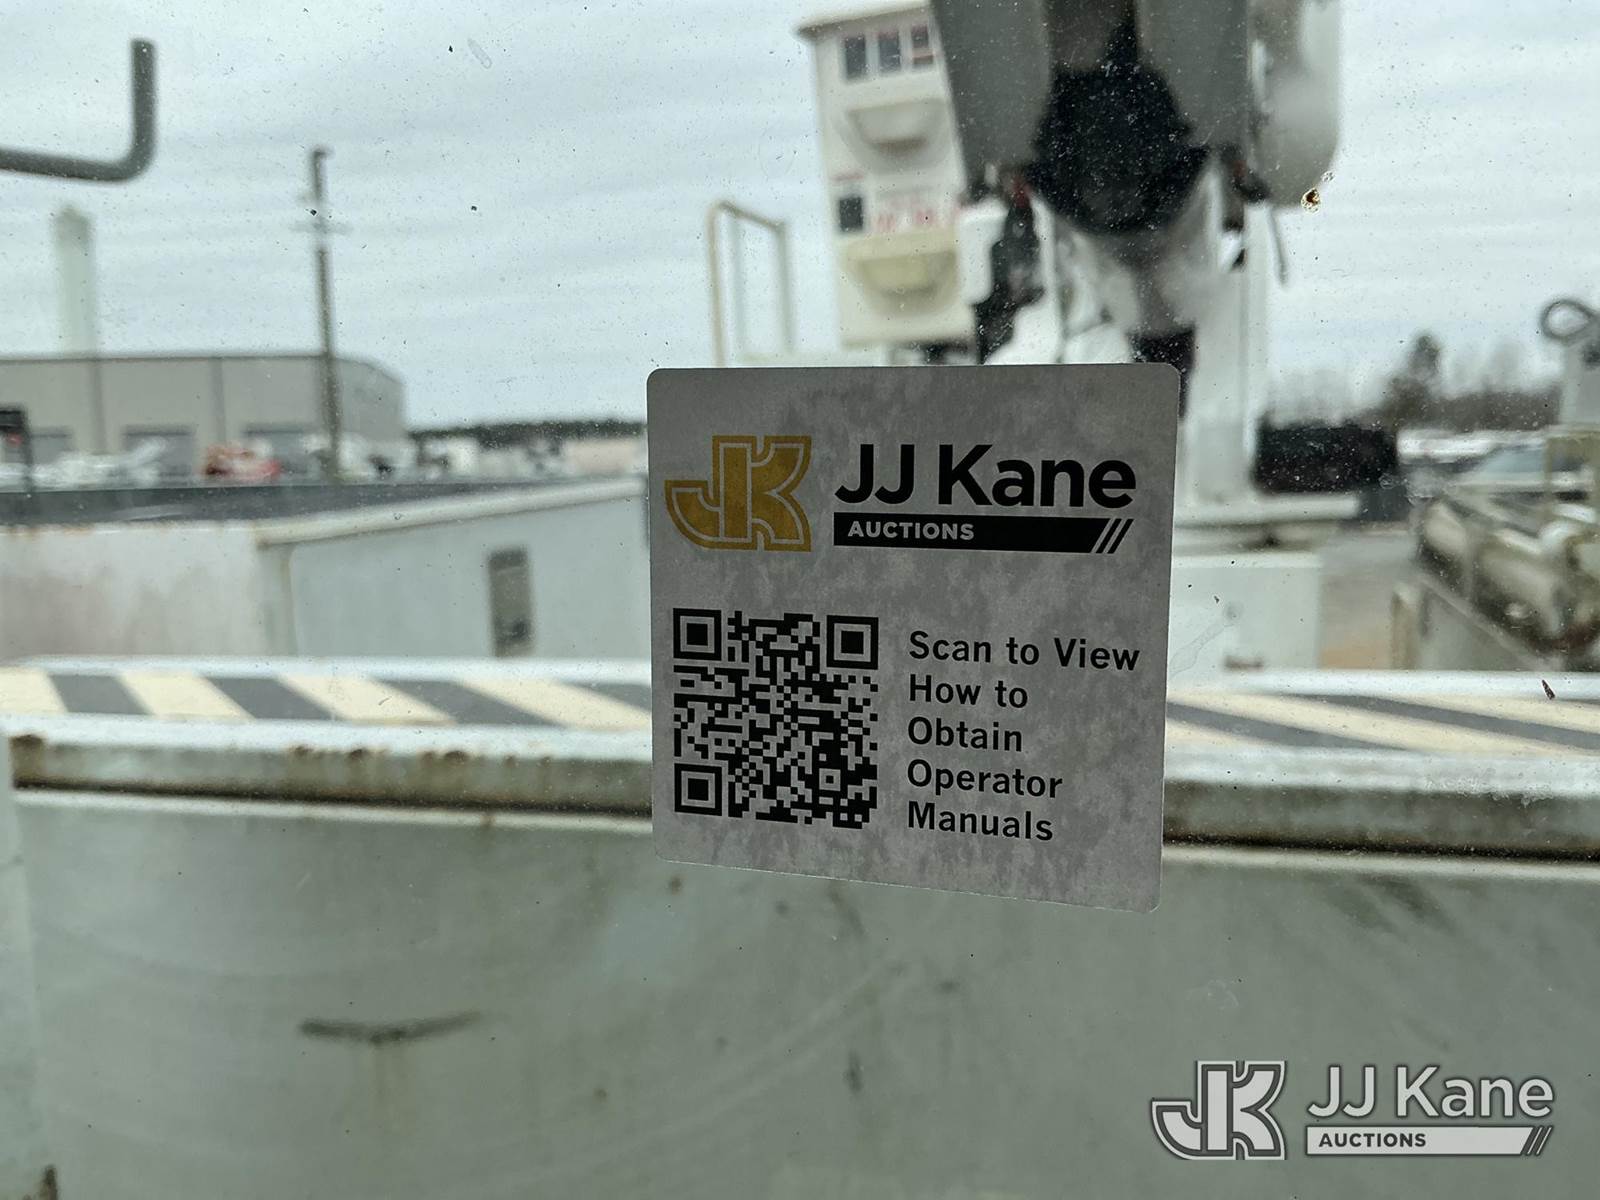 JK
JJ Kane
AUCTIONS
Scan to View
How to
Obtain
Operator
Manuals
JK
JJ Kane
AUCTIONS